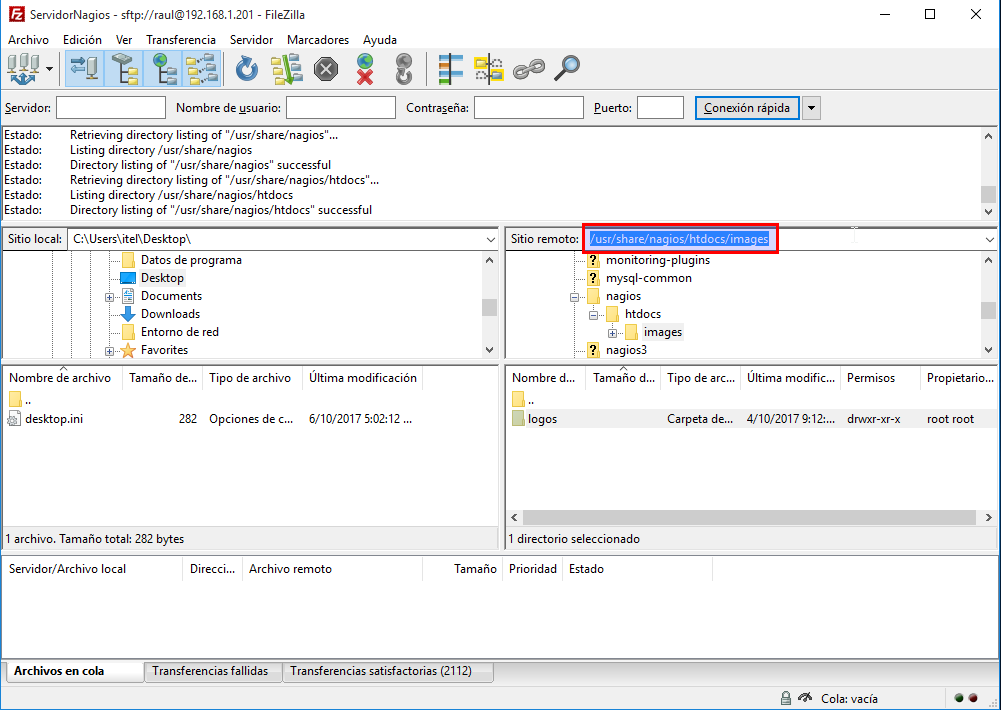 ServidorNagios - sftp://raul@192.168.1.201 - FileZilla
Archivo Edición Ver Transferencia Servidor Marcadores Ayuda
Servidor: Nombre de usuario: Contraseña: Puerto: Conexión rápida
Estado: Retrieving directory listing of "/usr/share/nagios"...
Estado: Listing directory /usr/share/nagios
Estado: Directory listing of "/usr/share/nagios" successful
Estado: Retrieving directory listing of "/usr/share/nagios/htdocs"...
Estado: Listing directory /usr/share/nagios/htdocs
Estado: Directory listing of "/usr/share/nagios/htdocs" successful
Sitio local: C:\Users\itel\Desktop\
Datos de programa
Desktop
Documents
Downloads
Entorno de red
Favorites
Nombre de archivo Tamaño de... Tipo de archivo Última modificación
..
desktop.ini 282 Opciones de c... 6/10/2017 5:02:12 ...
1 archivo. Tamaño total: 282 bytes
Sitio remoto: /usr/share/nagios/htdocs/images
monitoring-plugins
mysql-common
nagios
htdocs
images
nagios3
Nombre d... Tamaño d... Tipo de arc... Última modific... Permisos Propietario...
..
logos Carpeta de... 4/10/2017 9:12:... drwxr-xr-x root root
1 directorio seleccionado
Servidor/Archivo local Direcci... Archivo remoto Tamaño Prioridad Estado
Archivos en cola Transferencias fallidas Transferencias satisfactorias (2112)
Cola: vacía